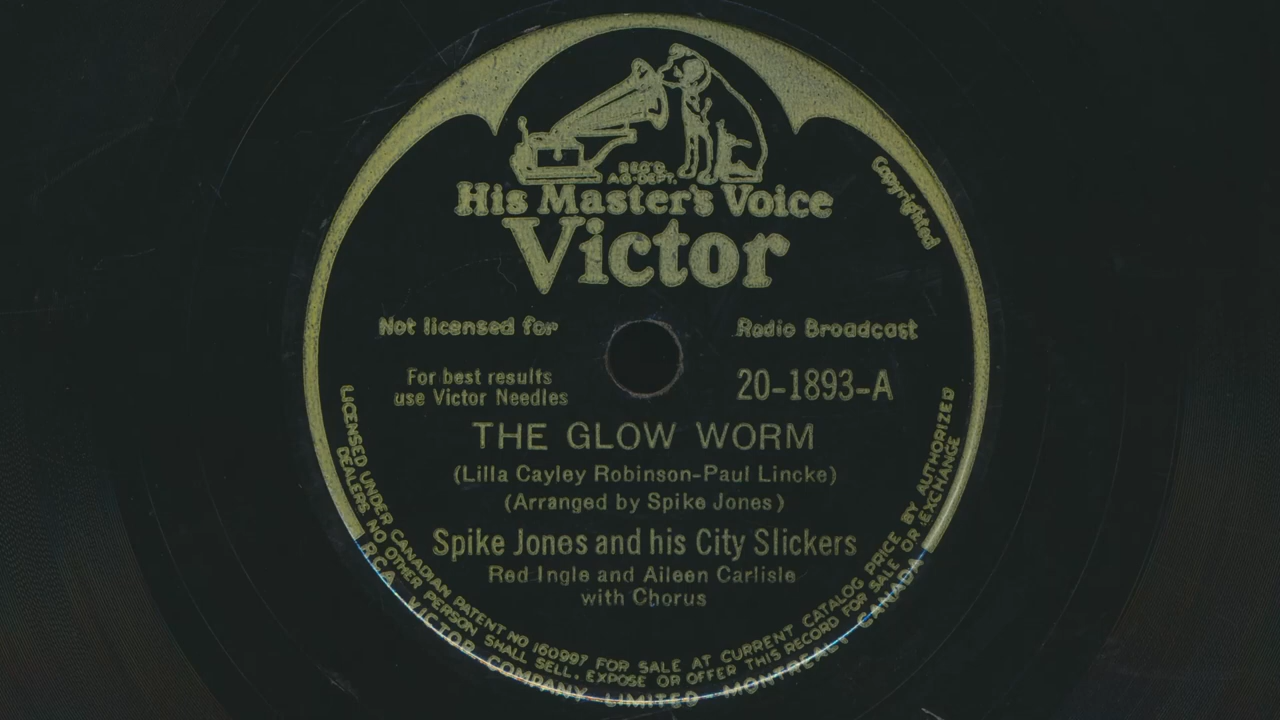 REG'D.
AG-DEPT.
His Master's Voice
Victor
Copyrighted
Not licensed for Radio Broadcast
For best results
use Victor Needles
20-1893-A
THE GLOW WORM
(Lilla Cayley Robinson-Paul Lincke)
(Arranged by Spike Jones)
Spike Jones and his City Slickers
Red Ingle and Aileen Carlisle
with Chorus
LICENSED UNDER CANADIAN PATENT NO 160997 FOR SALE AT CURRENT CATALOG PRICE BY AUTHORIZED
DEALERS. NO OTHER PERSON SHALL SELL, EXPOSE OR OFFER THIS RECORD FOR SALE OR EXCHANGE
RCA VICTOR COMPANY LIMITED MONTREAL CANADA